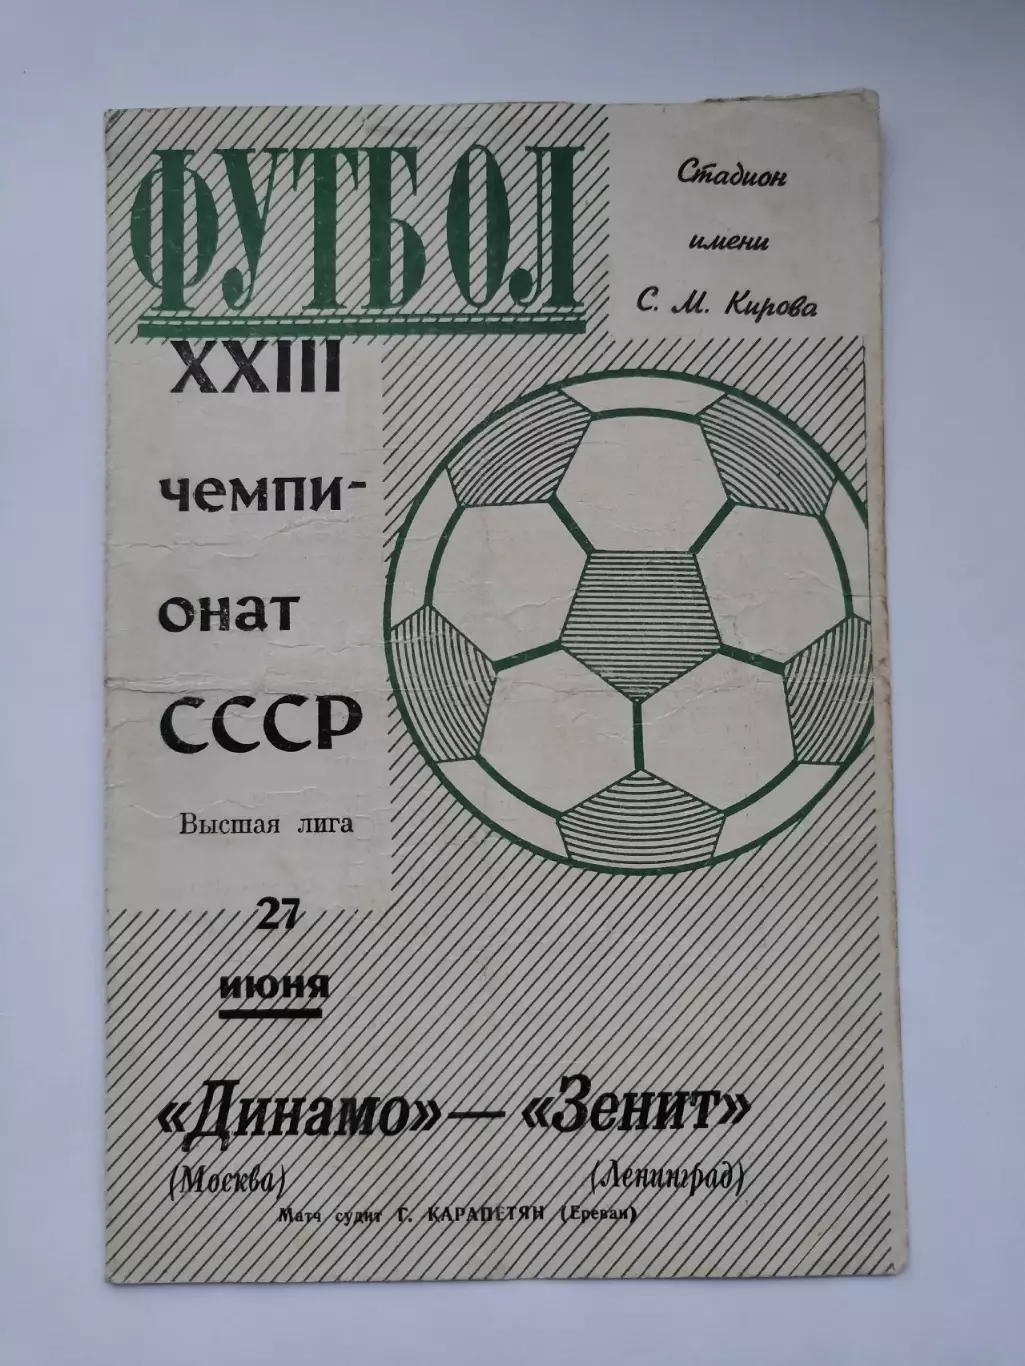 ФУТБОЛ
Стадион
имени
С. М. Кирова
XXIII
чемпи-
онат
СССР
Высшая лига
27
июня
«Динамо» — «Зенит»
(Москва) (Ленинград)
Матч судит Г. КАРАПЕТЯН (Ереван)